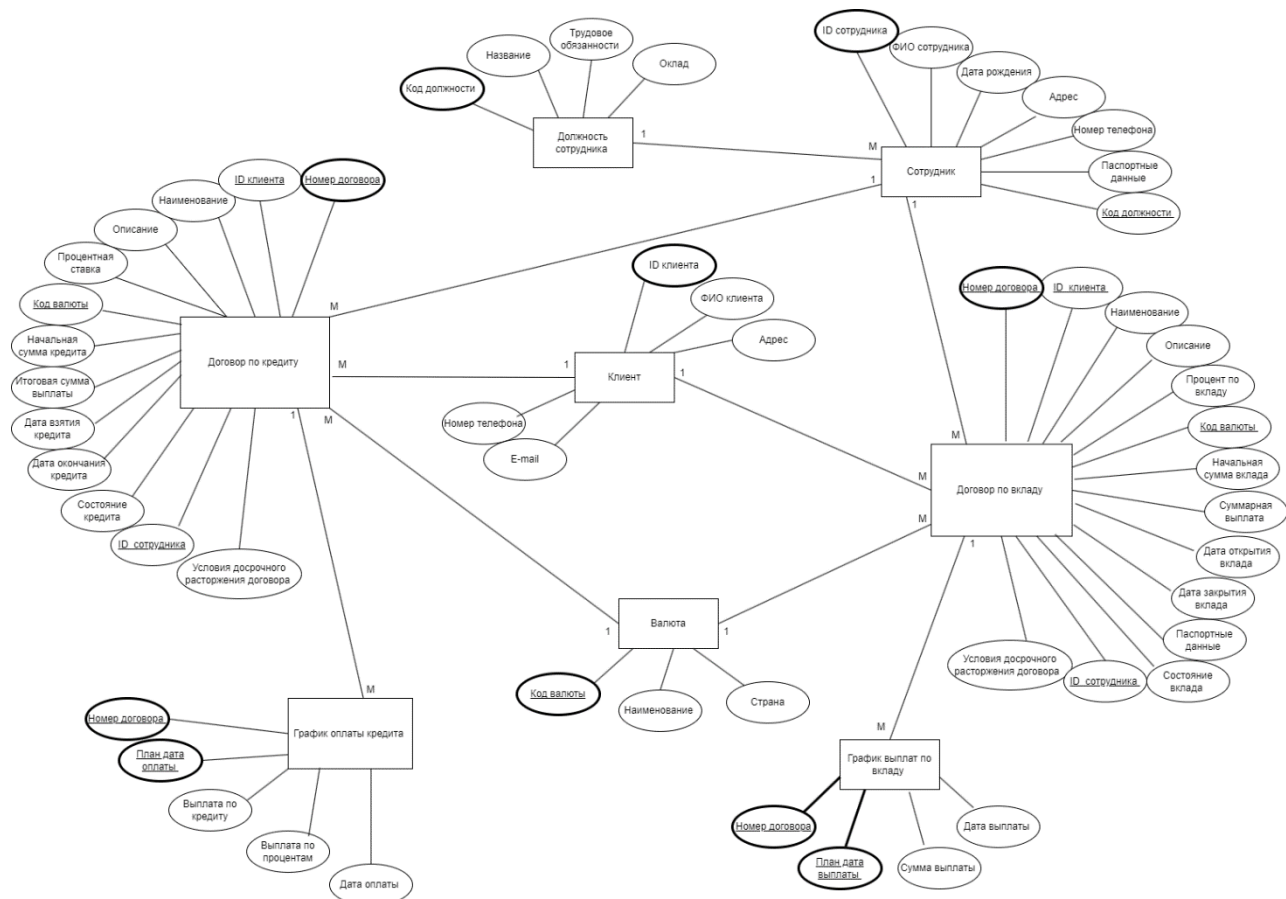 ID сотрудника
ФИО сотрудника
Дата рождения
Адрес
Номер телефона
Паспортные
данные
Код должности
Трудовое
обязанности
Название
Оклад
Код должности
Должность
сотрудника
1
М
Сотрудник
1
1
Номер договора
ID клиента
Наименование
Описание
Процентная
ставка
Код валюты
Начальная
сумма кредита
Итоговая сумма
выплаты
Дата взятия
кредита
Дата окончания
кредита
Состояние
кредита
ID сотрудника
Условия досрочного
расторжения договора
Договор по кредиту
М
М
М
1
ID клиента
ФИО клиента
Адрес
Клиент
1
1
Номер телефона
E-mail
Номер договора
ID клиента
Наименование
Описание
Процент по
вкладу
Код валюты
Начальная
сумма вклада
Суммарная
выплата
Дата открытия
вклада
Дата закрытия
вклада
Паспортные
данные
Состояние
вклада
ID сотрудника
Условия досрочного
расторжения договора
Договор по вкладу
М
М
М
1
Валюта
1
1
Код валюты
Наименование
Страна
М
График оплаты кредита
Номер договора
План дата
оплаты
Выплата по
кредиту
Выплата по
процентам
Дата оплаты
М
График выплат по
вкладу
Номер договора
План дата
выплаты
Сумма выплаты
Дата выплаты